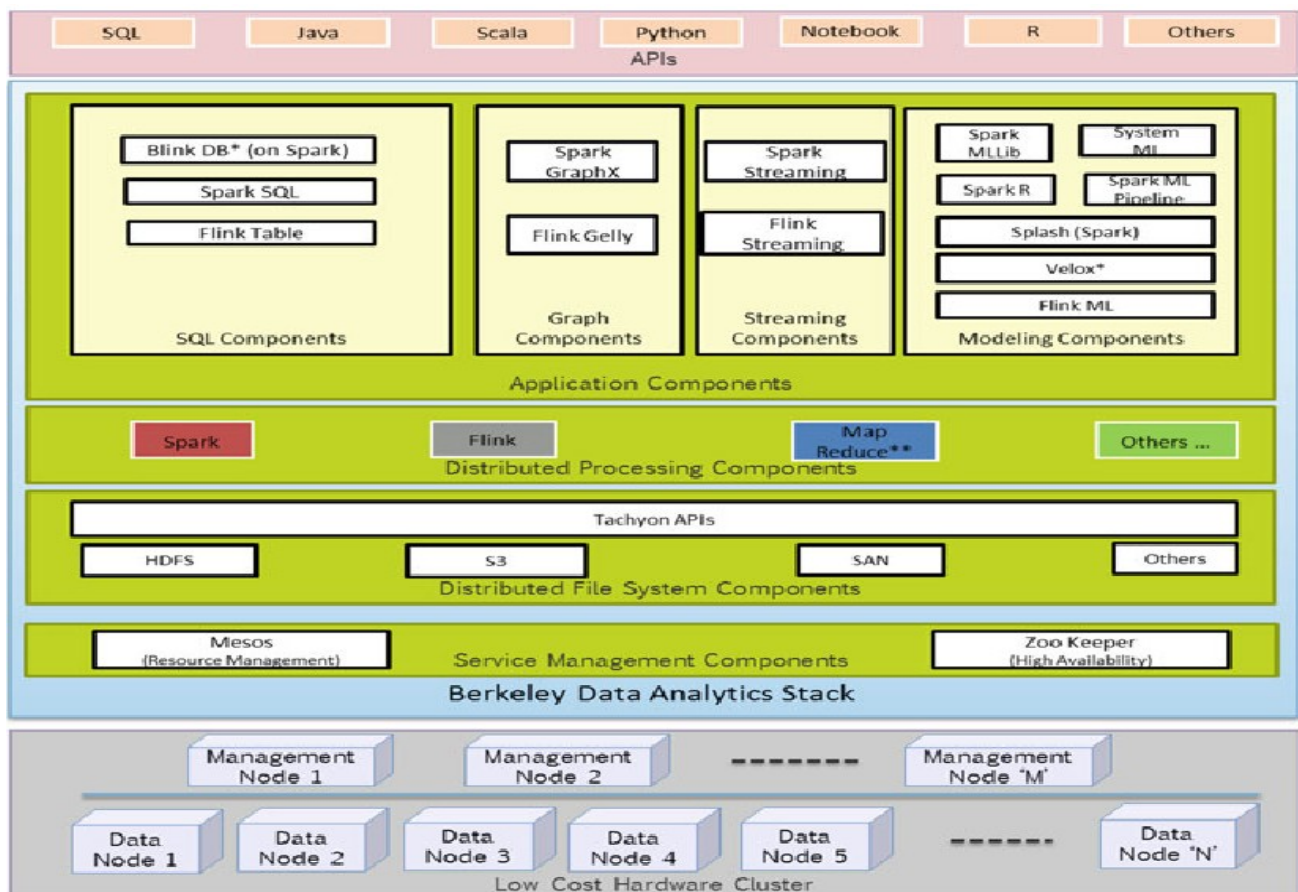 SQL
Java
Scala
Python
Notebook
R
Others
APIs
Blink DB* (on Spark)
Spark SQL
Flink Table
SQL Components
Spark
GraphX
Flink Gelly
Graph
Components
Spark
Streaming
Flink
Streaming
Streaming
Components
Spark
MLLib
System
ML
Spark R
Spark ML
Pipeline
Splash (Spark)
Velox*
Flink ML
Modeling Components
Application Components
Spark
Flink
Map
Reduce**
Others ...
Distributed Processing Components
Tachyon APIs
HDFS
S3
SAN
Others
Distributed File System Components
Mesos
(Resource Management)
Service Management Components
Zoo Keeper
(High Availability)
Berkeley Data Analytics Stack
Management
Node 1
Management
Node 2
Management
Node 'M'
Data
Node 1
Data
Node 2
Data
Node 3
Data
Node 4
Data
Node 5
Data
Node 'N'
Low Cost Hardware Cluster